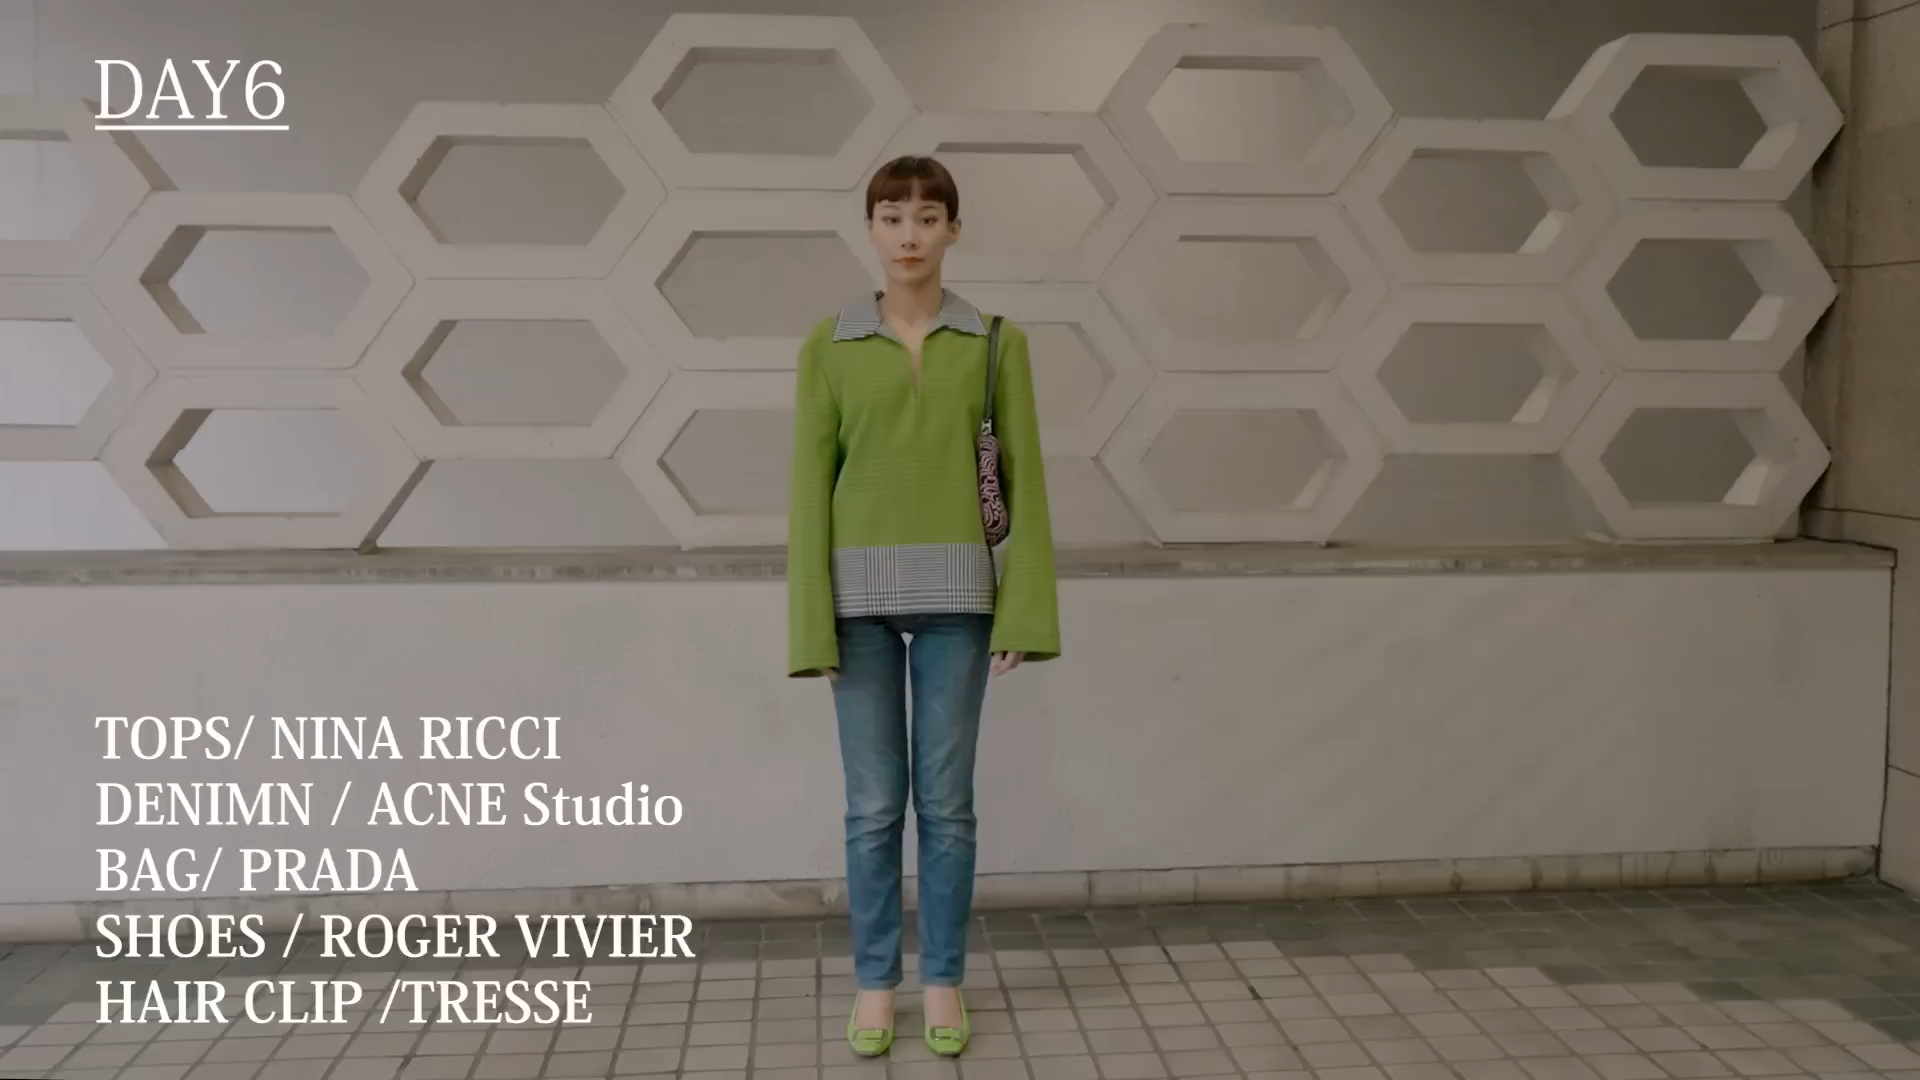 DAY6
TOPS/ NINA RICCI
DENIMN / ACNE Studio
BAG/ PRADA
SHOES / ROGER VIVIER
HAIR CLIP /TRESSE